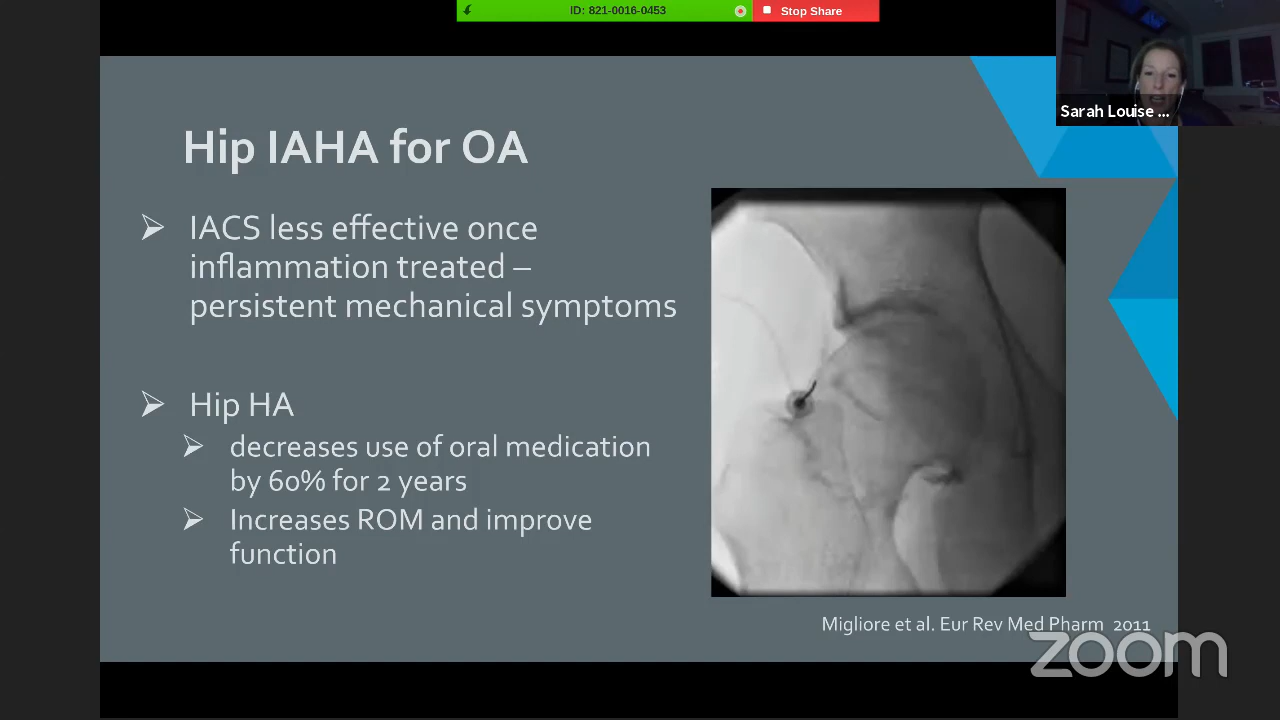 ID: 821-0016-0453
Stop Share
Sarah Louise ...
Hip IAHA for OA
IACS less effective once
inflammation treated –
persistent mechanical symptoms
Hip HA
decreases use of oral medication
by 60% for 2 years
Increases ROM and improve
function
Migliore et al. Eur Rev Med Pharm 2011
zoom